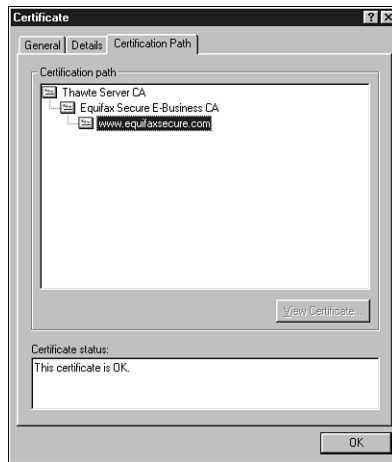 Certificate
General Details Certification Path
Certification path
Thawte Server CA
Equifax Secure E-Business CA
www.equifaxsecure.com
View Certificate...
Certificate status:
This certificate is OK.
OK